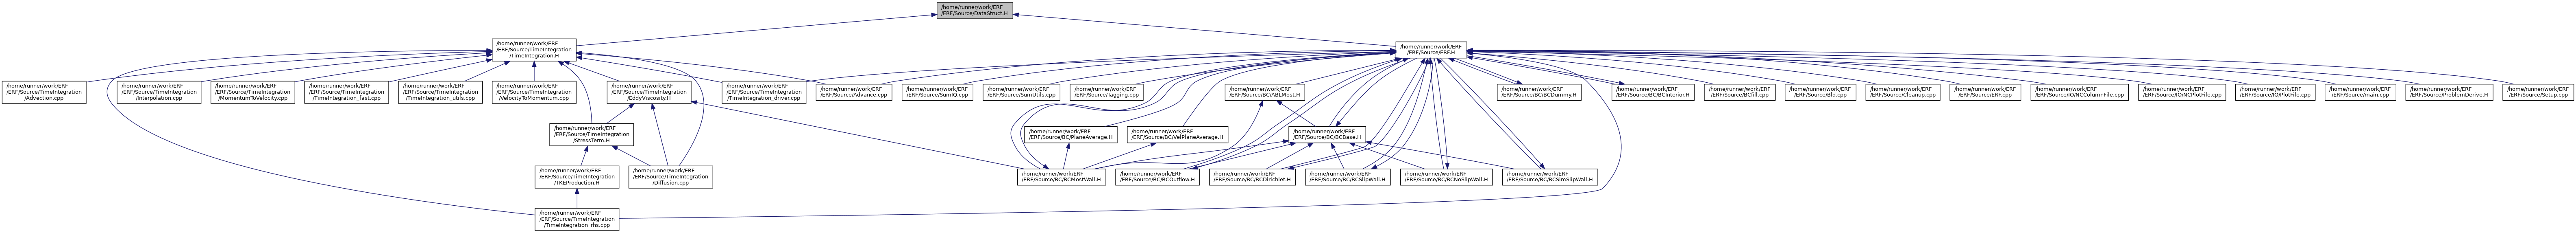 /home/runner/work/ERF
/ERF/Source/DataStruct.H
/home/runner/work/ERF
/ERF/Source/TimeIntegration
/TimeIntegration.H
/home/runner/work/ERF
/ERF/Source/ERF.H
/home/runner/work/ERF
/ERF/Source/TimeIntegration
/Advection.cpp
/home/runner/work/ERF
/ERF/Source/TimeIntegration
/Interpolation.cpp
/home/runner/work/ERF
/ERF/Source/TimeIntegration
/MomentumToVelocity.cpp
/home/runner/work/ERF
/ERF/Source/TimeIntegration
/TimeIntegration_fast.cpp
/home/runner/work/ERF
/ERF/Source/TimeIntegration
/TimeIntegration_utils.cpp
/home/runner/work/ERF
/ERF/Source/TimeIntegration
/VelocityToMomentum.cpp
/home/runner/work/ERF
/ERF/Source/TimeIntegration
/EddyViscosity.H
/home/runner/work/ERF
/ERF/Source/TimeIntegration
/TimeIntegration_driver.cpp
/home/runner/work/ERF
/ERF/Source/Advance.cpp
/home/runner/work/ERF
/ERF/Source/SumIQ.cpp
/home/runner/work/ERF
/ERF/Source/SumUtils.cpp
/home/runner/work/ERF
/ERF/Source/Tagging.cpp
/home/runner/work/ERF
/ERF/Source/BC/ABLMost.H
/home/runner/work/ERF
/ERF/Source/BC/BCDummy.H
/home/runner/work/ERF
/ERF/Source/BC/BCInterior.H
/home/runner/work/ERF
/ERF/Source/BCfill.cpp
/home/runner/work/ERF
/ERF/Source/Bld.cpp
/home/runner/work/ERF
/ERF/Source/Cleanup.cpp
/home/runner/work/ERF
/ERF/Source/ERF.cpp
/home/runner/work/ERF
/ERF/Source/IO/NCColumnFile.cpp
/home/runner/work/ERF
/ERF/Source/IO/NCPlotFile.cpp
/home/runner/work/ERF
/ERF/Source/IO/PlotFile.cpp
/home/runner/work/ERF
/ERF/Source/main.cpp
/home/runner/work/ERF
/ERF/Source/ProblemDerive.H
/home/runner/work/ERF
/ERF/Source/Setup.cpp
/home/runner/work/ERF
/ERF/Source/TimeIntegration
/StressTerm.H
/home/runner/work/ERF
/ERF/Source/BC/PlaneAverage.H
/home/runner/work/ERF
/ERF/Source/BC/VelPlaneAverage.H
/home/runner/work/ERF
/ERF/Source/BC/BCBase.H
/home/runner/work/ERF
/ERF/Source/TimeIntegration
/TKEProduction.H
/home/runner/work/ERF
/ERF/Source/TimeIntegration
/Diffusion.cpp
/home/runner/work/ERF
/ERF/Source/BC/BCMostWall.H
/home/runner/work/ERF
/ERF/Source/BC/BCOutflow.H
/home/runner/work/ERF
/ERF/Source/BC/BCDirichlet.H
/home/runner/work/ERF
/ERF/Source/BC/BCSlipWall.H
/home/runner/work/ERF
/ERF/Source/BC/BCNoSlipWall.H
/home/runner/work/ERF
/ERF/Source/BC/BCSimSlipWall.H
/home/runner/work/ERF
/ERF/Source/TimeIntegration
/TimeIntegration_rhs.cpp